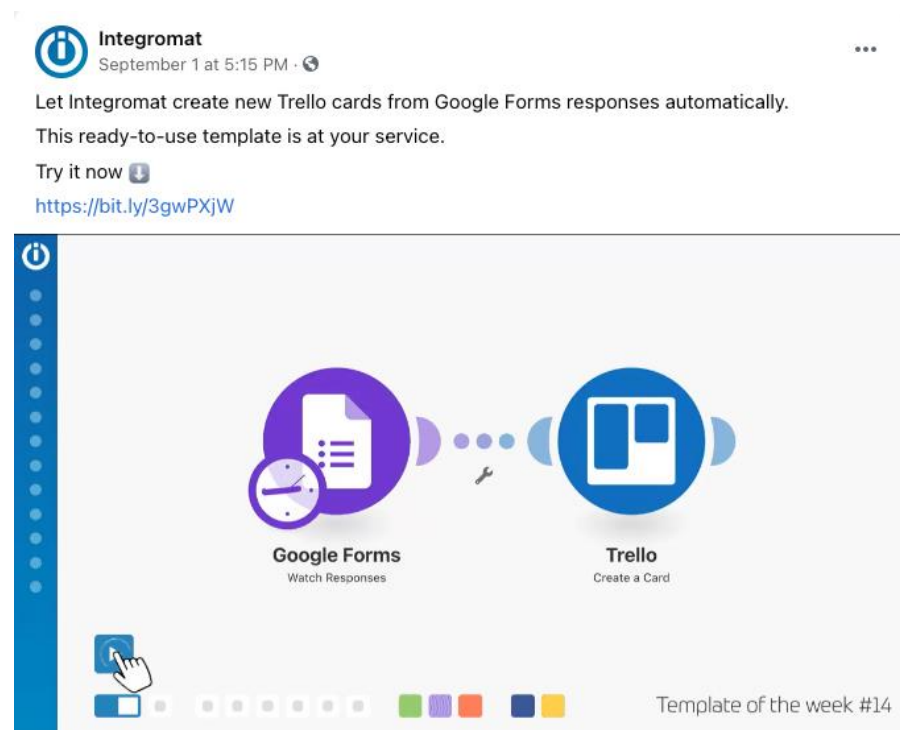 Integromat
September 1 at 5:15 PM ·
Let Integromat create new Trello cards from Google Forms responses automatically.
This ready-to-use template is at your service.
Try it now ⬇️
https://bit.ly/3gwPXjW
Google Forms
Watch Responses
Trello
Create a Card
Template of the week #14